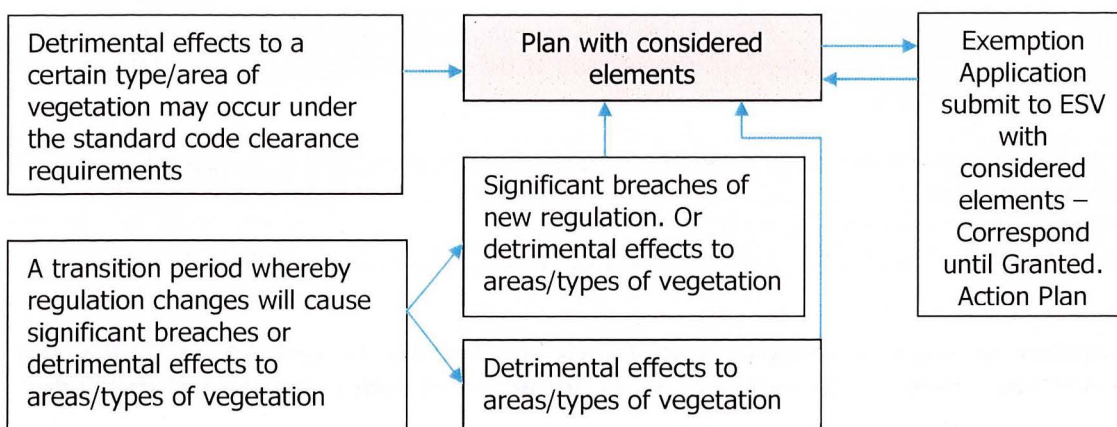 Detrimental effects to a
certain type/area of
vegetation may occur under
the standard code clearance
requirements
Plan with considered
elements
Exemption
Application
submit to ESV
with
considered
elements –
Correspond
until Granted.
Action Plan
Significant breaches of
new regulation. Or
detrimental effects to
areas/types of vegetation
A transition period whereby
regulation changes will cause
significant breaches or
detrimental effects to
areas/types of vegetation
Detrimental effects to
areas/types of vegetation